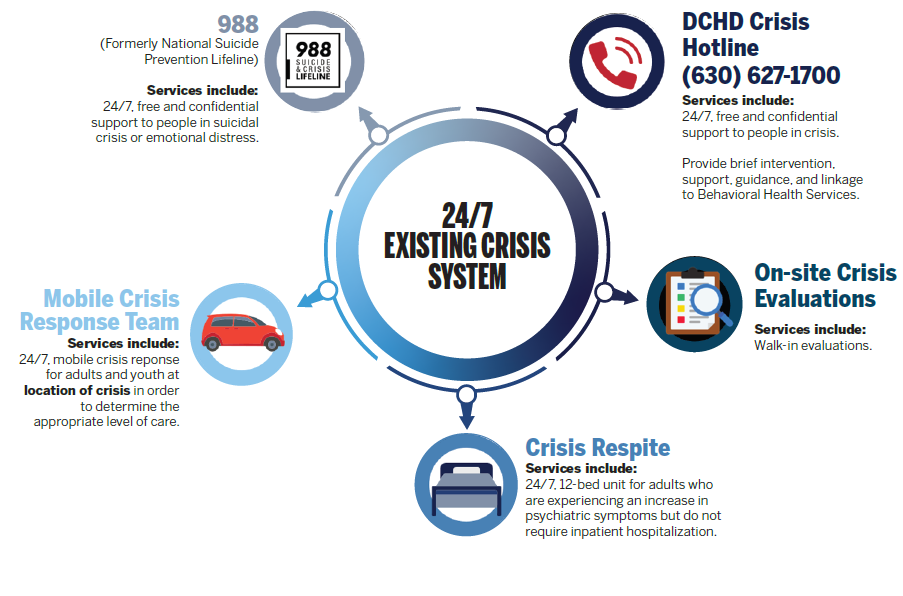 988
(Formerly National Suicide
Prevention Lifeline)
Services include:
24/7, free and confidential
support to people in suicidal
crisis or emotional distress.
988
SUICIDE
& CRISIS
LIFELINE
DCHD Crisis
Hotline
(630) 627-1700
Services include:
24/7, free and confidential
support to people in crisis.
Provide brief intervention,
support, guidance, and linkage
to Behavioral Health Services.
24/7
EXISTING CRISIS
SYSTEM
Mobile Crisis
Response Team
Services include:
24/7, mobile crisis reponse
for adults and youth at
location of crisis in order
to determine the
appropriate level of care.
On-site Crisis
Evaluations
Services include:
Walk-in evaluations.
Crisis Respite
Services include:
24/7, 12-bed unit for adults who
are experiencing an increase in
psychiatric symptoms but do not
require inpatient hospitalization.